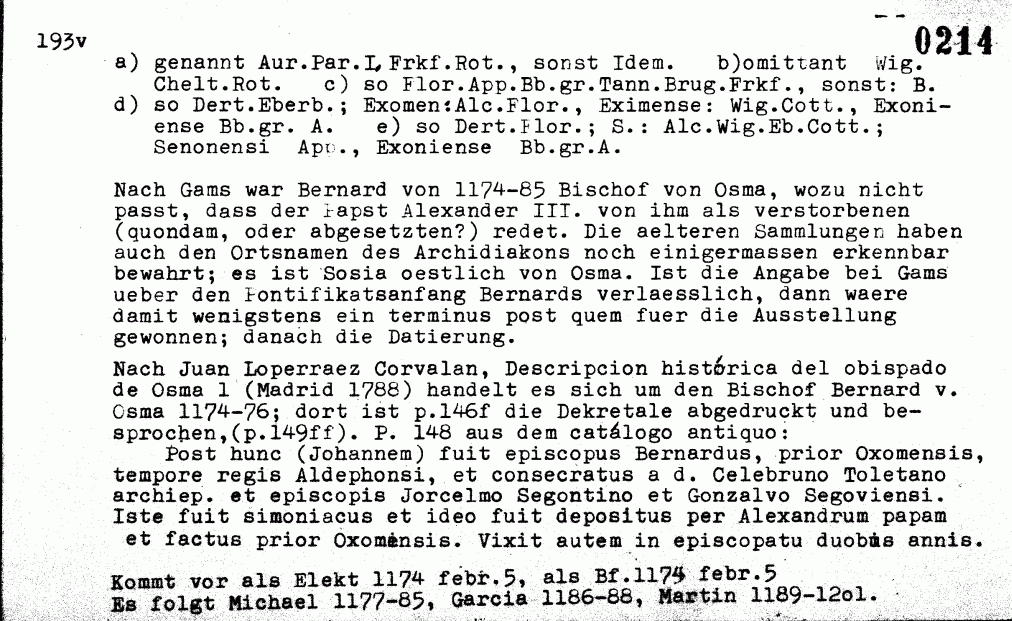 193v
0214
a) genannt Aur.Par.I, Frkf.Rot., sonst Idem. b)omittant Wig.
Chelt.Rot. c) so Flor.App.Bb.gr.Tann.Brug.Frkf., sonst: B.
d) so Dert.Eberb.; Exomen:Alc.Flor., Eximense: Wig.Cott., Exoni-
ense Bb.gr. A. e) so Dert.Flor.; S.: Alc.Wig.Eb.Cott.;
Senonensi App., Exoniense Bb.gr.A.
Nach Gams war Bernard von 1174-85 Bischof von Osma, wozu nicht
passt, dass der Papst Alexander III. von ihm als verstorbenen
(quondam, oder abgesetzten?) redet. Die aelteren Sammlungen haben
auch den Ortsnamen des Archidiakons noch einigermassen erkennbar
bewahrt; es ist Sosia oestlich von Osma. Ist die Angabe bei Gams
ueber den Pontifikatsanfang Bernards verlaesslich, dann waere
damit wenigstens ein terminus post quem fuer die Ausstellung
gewonnen; danach die Datierung.
Nach Juan Loperraez Corvalan, Descripcion histórica del obispado
de Osma 1 (Madrid 1788) handelt es sich um den Bischof Bernard v.
Osma 1174-76; dort ist p.146f die Dekretale abgedruckt und be-
sprochen,(p.149ff). P. 148 aus dem catálogo antiquo:
Post hunc (Johannem) fuit episcopus Bernardus, prior Oxomensis,
tempore regis Aldephonsi, et consecratus a d. Celebruno Toletano
archiep. et episcopis Jorcelmo Segontino et Gonzalvo Segoviensi.
Iste fuit simoniacus et ideo fuit depositus per Alexandrum papam
et factus prior Oxomensis. Vixit autem in episcopatu duobus annis.
Kommt vor als Elekt 1174 febr.5, als Bf.1174 febr.5
Es folgt Michael 1177-85, Garcia 1186-88, Martin 1189-12ol.